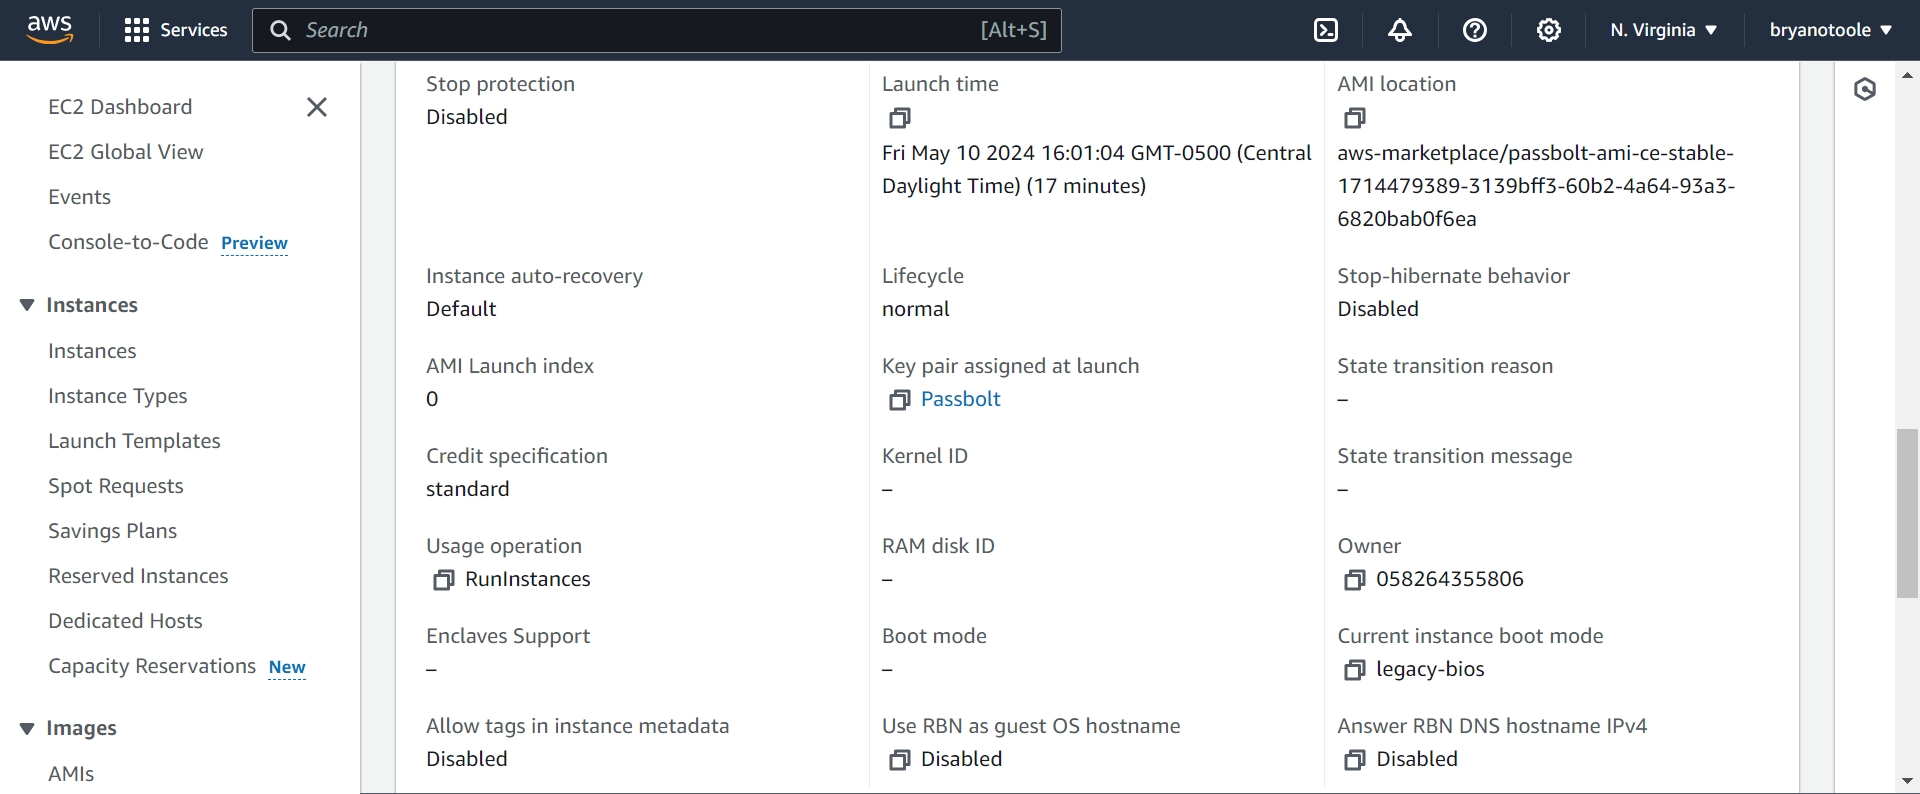 aws
Services
Search
[Alt+S]
N. Virginia
bryanotoole
EC2 Dashboard
EC2 Global View
Events
Console-to-Code Preview
Instances
Instances
Instance Types
Launch Templates
Spot Requests
Savings Plans
Reserved Instances
Dedicated Hosts
Capacity Reservations New
Images
AMIs
Stop protection
Disabled
Launch time
Fri May 10 2024 16:01:04 GMT-0500 (Central
Daylight Time) (17 minutes)
AMI location
aws-marketplace/passbolt-ami-ce-stable-
1714479389-3139bff3-60b2-4a64-93a3-
6820bab0f6ea
Instance auto-recovery
Default
Lifecycle
normal
Stop-hibernate behavior
Disabled
AMI Launch index
0
Key pair assigned at launch
Passbolt
State transition reason
–
Credit specification
standard
Kernel ID
–
State transition message
–
Usage operation
RunInstances
RAM disk ID
–
Owner
058264355806
Enclaves Support
–
Boot mode
–
Current instance boot mode
legacy-bios
Allow tags in instance metadata
Disabled
Use RBN as guest OS hostname
Disabled
Answer RBN DNS hostname IPv4
Disabled